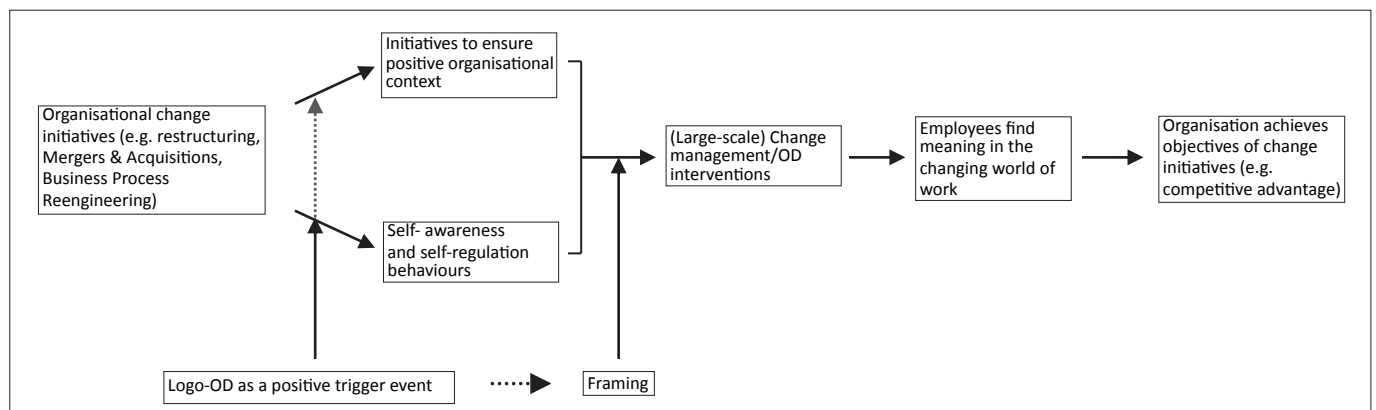 Organisational change
initiatives (e.g. restructuring,
Mergers & Acquisitions,
Business Process
Reengineering)
Initiatives to ensure
positive organisational
context
Self- awareness
and self-regulation
behaviours
(Large-scale) Change
management/OD
interventions
Employees find
meaning in the
changing world of
work
Organisation achieves
objectives of change
initiatives (e.g.
competitive advantage)
Logo-OD as a positive trigger event
Framing